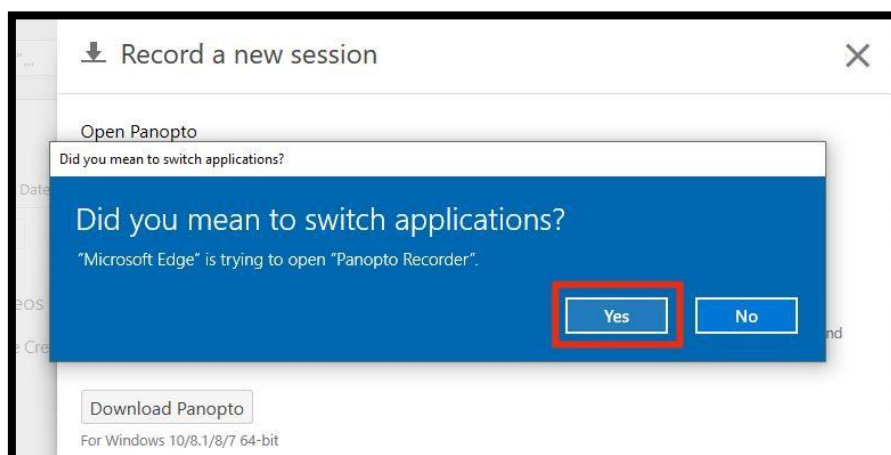 Record a new session
Open Panopto
Did you mean to switch applications?
Date
Did you mean to switch applications?
"Microsoft Edge" is trying to open "Panopto Recorder".
Yes No
Download Panopto
For Windows 10/8.1/8/7 64-bit